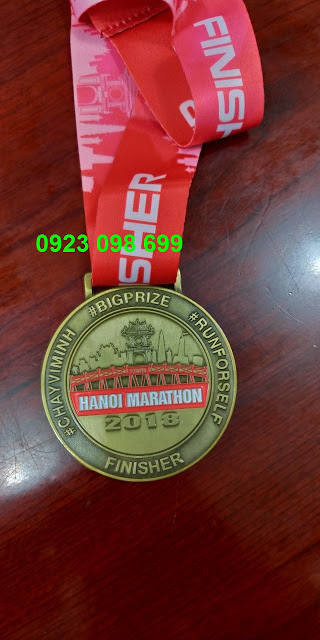 FINISH
FINISHER
0923 098 699
#CHAYVIMINH #BIGPRIZE #RUNFORSELF
HANOI MARATHON
2018
FINISHER